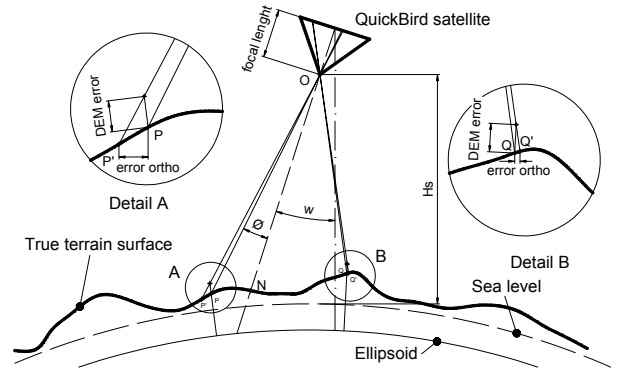 QuickBird satellite
focal lenght
O
DEM error
P
P'
error ortho
Detail A
DEM error
Q
Q'
error ortho
Detail B
Hs
w
Ø
True terrain surface
A
P'
P
N
B
Q
Q'
Sea level
Ellipsoid